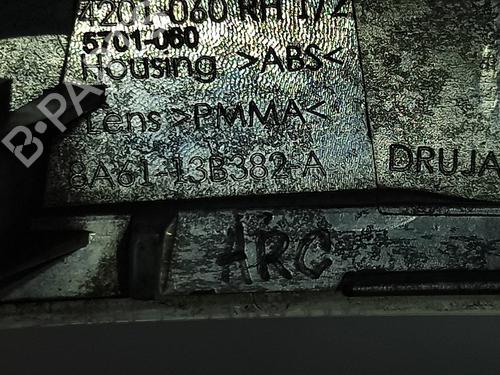 4201-060 RH 1/2
5701-060
Housing >ABS<
Lens >PMMA<
8A61-13B382-A
DRUJA
ARC
B-PA